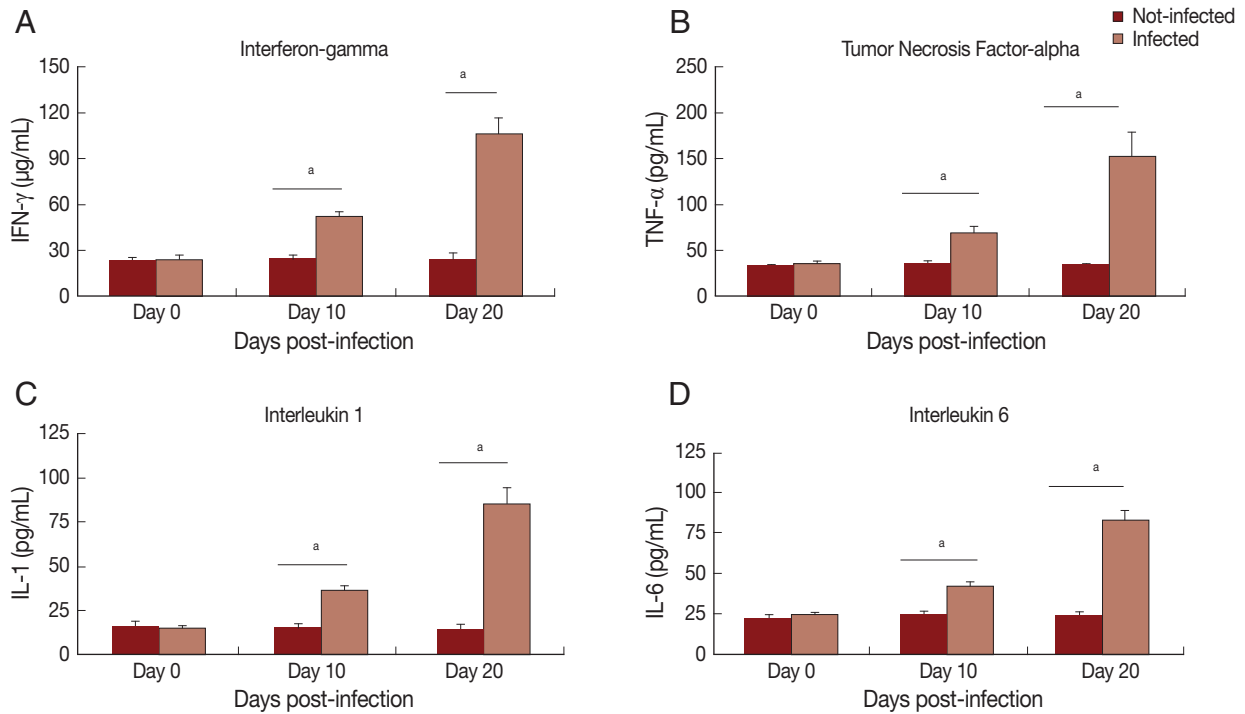 Not-infected
Infected
A
Interferon-gamma
IFN-γ (µg/mL)
150
120
90
60
30
0
a
a
Day 0
Day 10
Day 20
Days post-infection
B
Tumor Necrosis Factor-alpha
TNF-α (pg/mL)
250
200
150
100
50
0
a
a
Day 0
Day 10
Day 20
Days post-infection
C
Interleukin 1
IL-1 (pg/mL)
125
100
75
50
25
0
a
a
Day 0
Day 10
Day 20
Days post-infection
D
Interleukin 6
IL-6 (pg/mL)
125
100
75
50
25
0
a
a
Day 0
Day 10
Day 20
Days post-infection